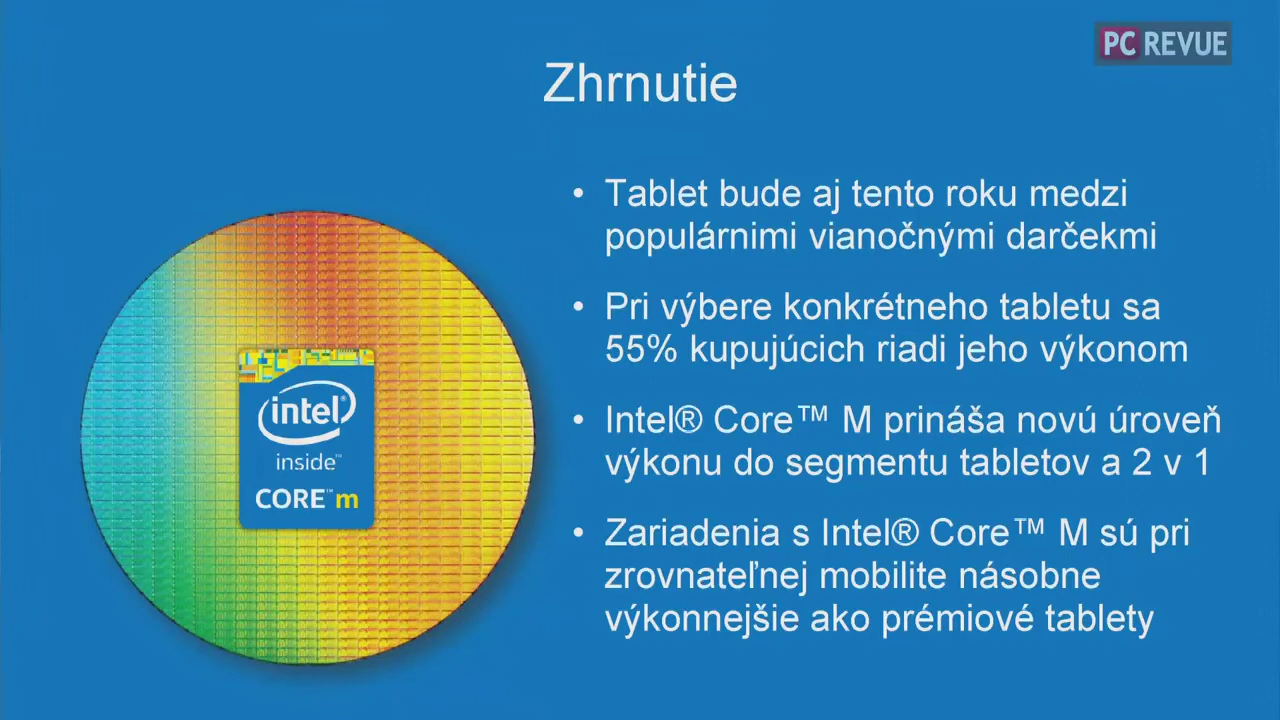 PC REVUE
Zhrnutie
• Tablet bude aj tento roku medzi
populárnimi vianočnými darčekmi
• Pri výbere konkrétneho tabletu sa
55% kupujúcich riadi jeho výkonom
• Intel® Core™ M prináša novú úroveň
výkonu do segmentu tabletov a 2 v 1
• Zariadenia s Intel® Core™ M sú pri
zrovnateľnej mobilite násobne
výkonnejšie ako prémiové tablety
intel®
inside™
CORE™ m